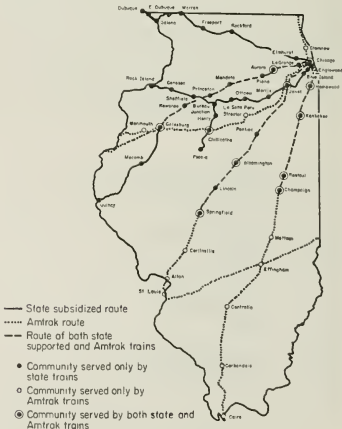 Dubuque
E. Dubuque
Warren
Galena
Freeport
Rockford
Glenview
Elmhurst
Chicago
LaGrange
Englewood
Blue Island
Homewood
Aurora
Plano
Mendota
Joliet
Rock Island
Geneseo
Princeton
Ottawa
Morris
Sheffield
La Salle Peru
Kewanee
Bureau
Junction
Henry
Streator
Kankakee
Monmouth
Galesburg
Chillicothe
Pontiac
Peoria
Macomb
Bloomington
Rantoul
Champaign
Quincy
Lincoln
Springfield
Mattoon
Carlinville
Effingham
Alton
St. Louis
Centralia
Carbondale
Cairo
State subsidized route
Amtrak route
Route of both state
supported and Amtrak trains
Community served only by
state trains
Community served only by
Amtrak trains
Community served by both state and
Amtrak trains